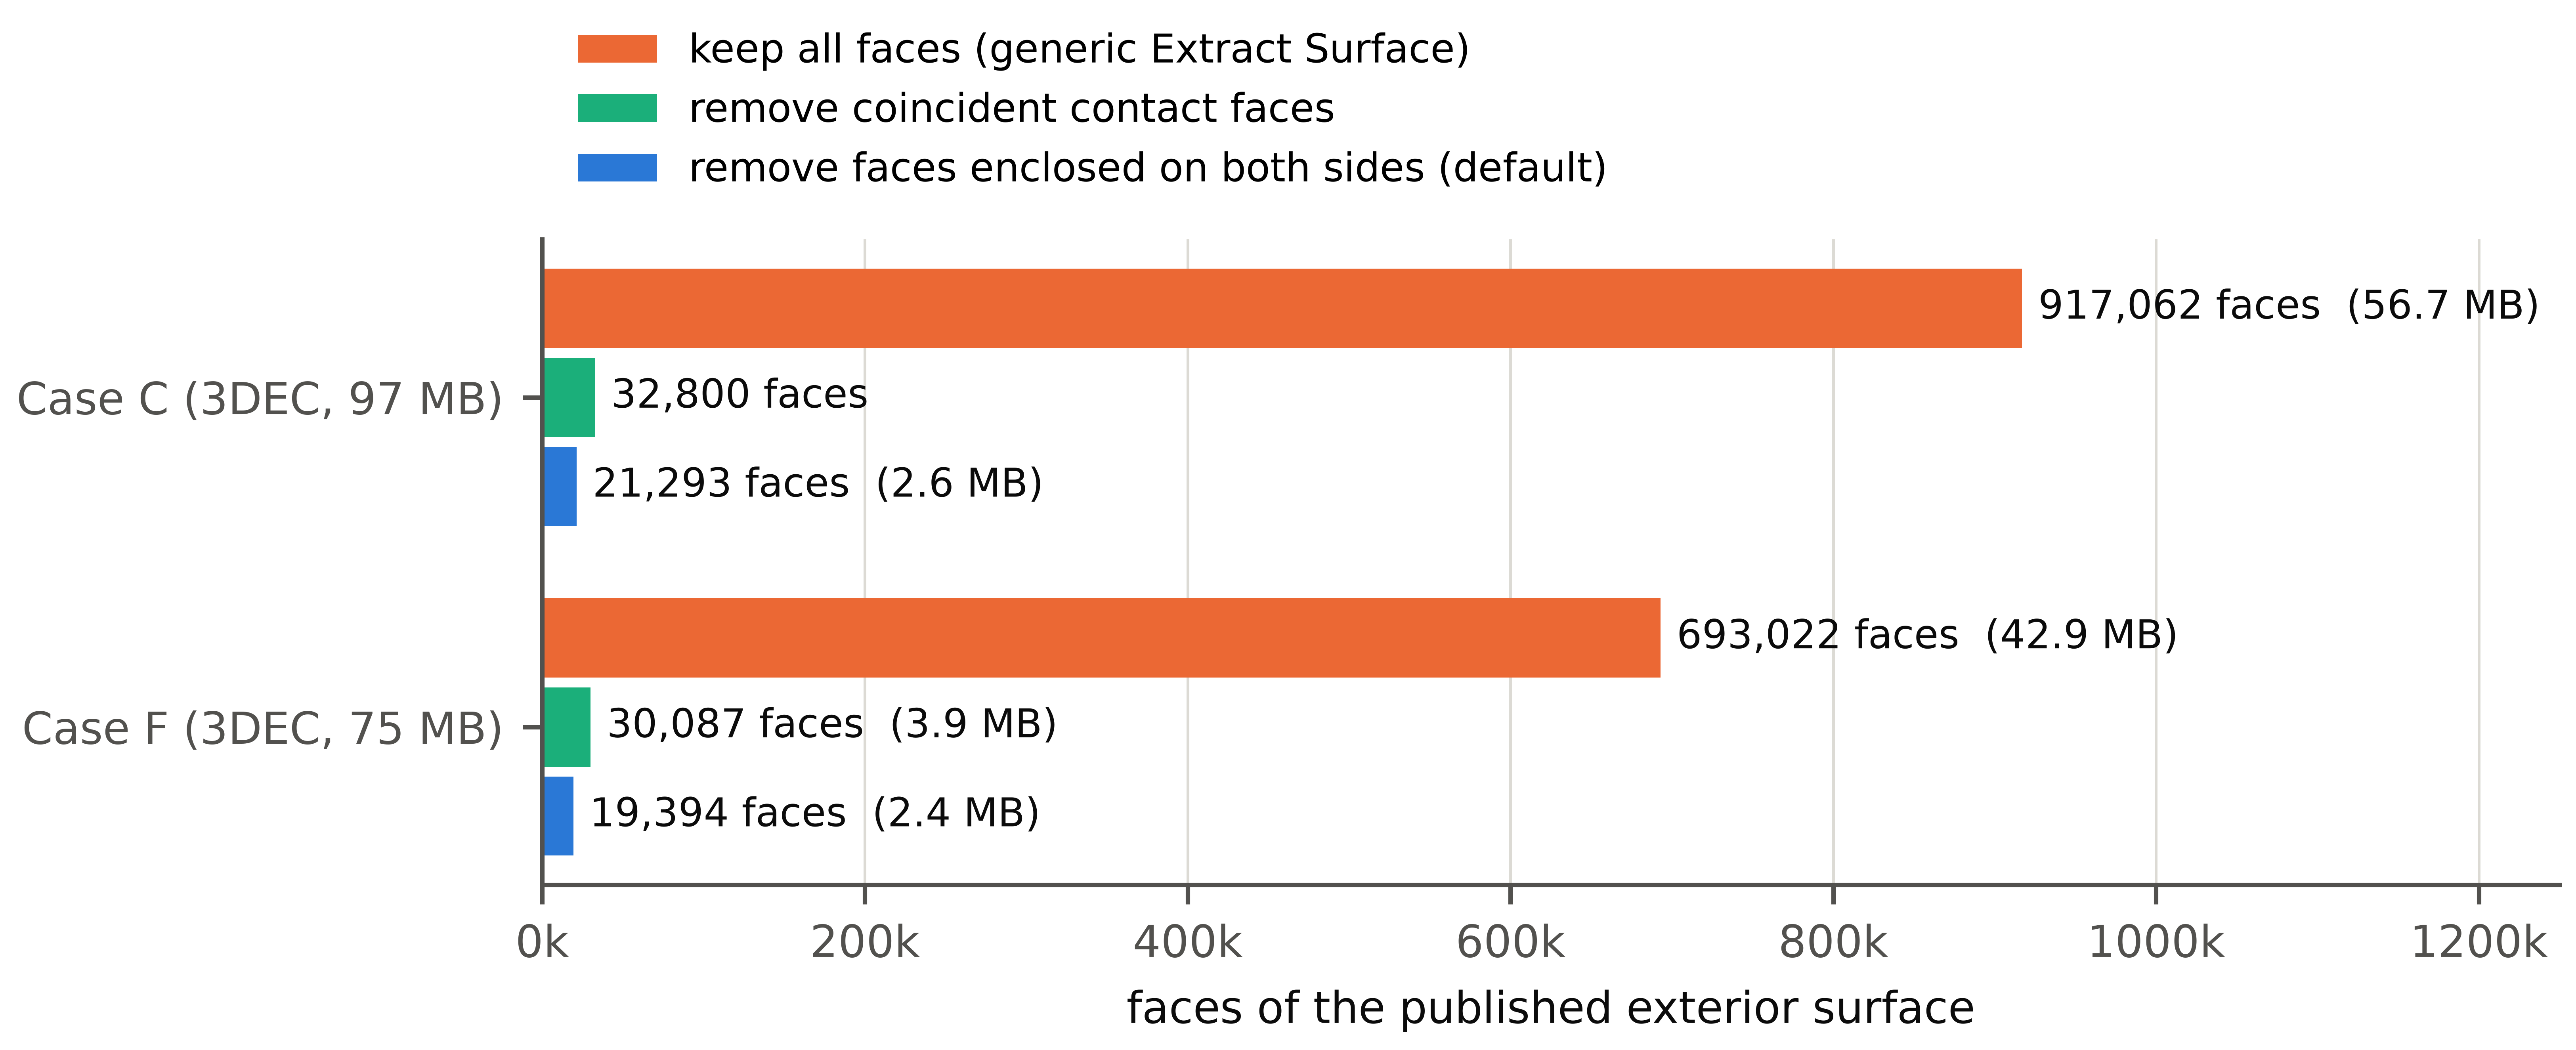 keep all faces (generic Extract Surface)
remove coincident contact faces
remove faces enclosed on both sides (default)
917,062 faces  (56.7 MB)
Case C (3DEC, 97 MB)
32,800 faces
21,293 faces  (2.6 MB)
693,022 faces  (42.9 MB)
Case F (3DEC, 75 MB)
30,087 faces  (3.9 MB)
19,394 faces  (2.4 MB)
0k 200k 400k 600k 800k 1000k 1200k
faces of the published exterior surface